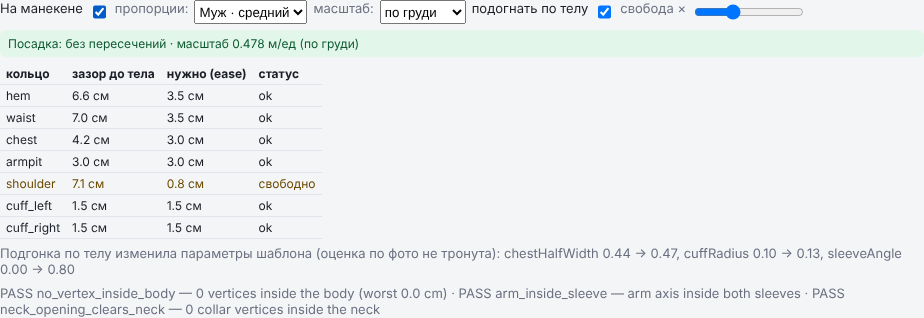 На манекене пропорции: Муж · средний масштаб: по груди подогнать по телу свобода ×
Посадка: без пересечений · масштаб 0.478 м/ед (по груди)
кольцо зазор до тела нужно (ease) статус
hem 6.6 см 3.5 см ok
waist 7.0 см 3.5 см ok
chest 4.2 см 3.0 см ok
armpit 3.0 см 3.0 см ok
shoulder 7.1 см 0.8 см свободно
cuff_left 1.5 см 1.5 см ok
cuff_right 1.5 см 1.5 см ok
Подгонка по телу изменила параметры шаблона (оценка по фото не тронута): chestHalfWidth 0.44 → 0.47, cuffRadius 0.10 → 0.13, sleeveAngle
0.00 → 0.80
PASS no_vertex_inside_body — 0 vertices inside the body (worst 0.0 cm) · PASS arm_inside_sleeve — arm axis inside both sleeves · PASS
neck_opening_clears_neck — 0 collar vertices inside the neck